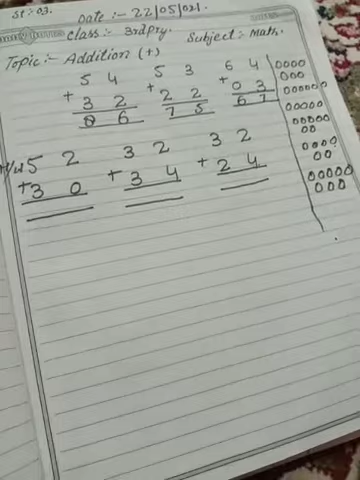 St:-03.
Date :- 22/05/021
Class :- 3rd pry.
Subject :- Math.
Topic :- Addition (+)
5 4 5 3 6 4
+ 3 2 + 2 2 + 0 3
8 6 7 5 6 7
H/W 5 2 3 2 3 2
+ 3 0 + 3 4 + 2 4